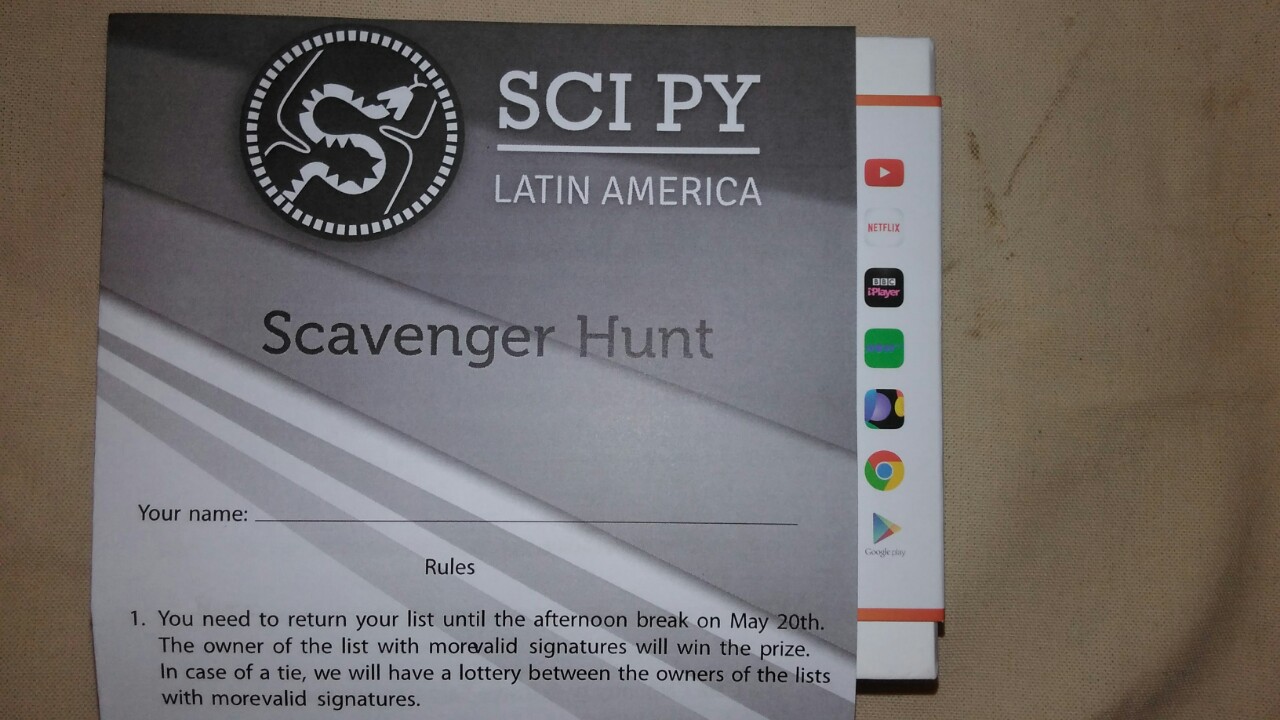 SCI PY
LATIN AMERICA
Scavenger Hunt
Your name:
Rules
1. You need to return your list until the afternoon break on May 20th.
The owner of the list with morevalid signatures will win the prize.
In case of a tie, we will have a lottery between the owners of the lists
with morevalid signatures.
NETFLIX
BBC
iPlayer
Google play